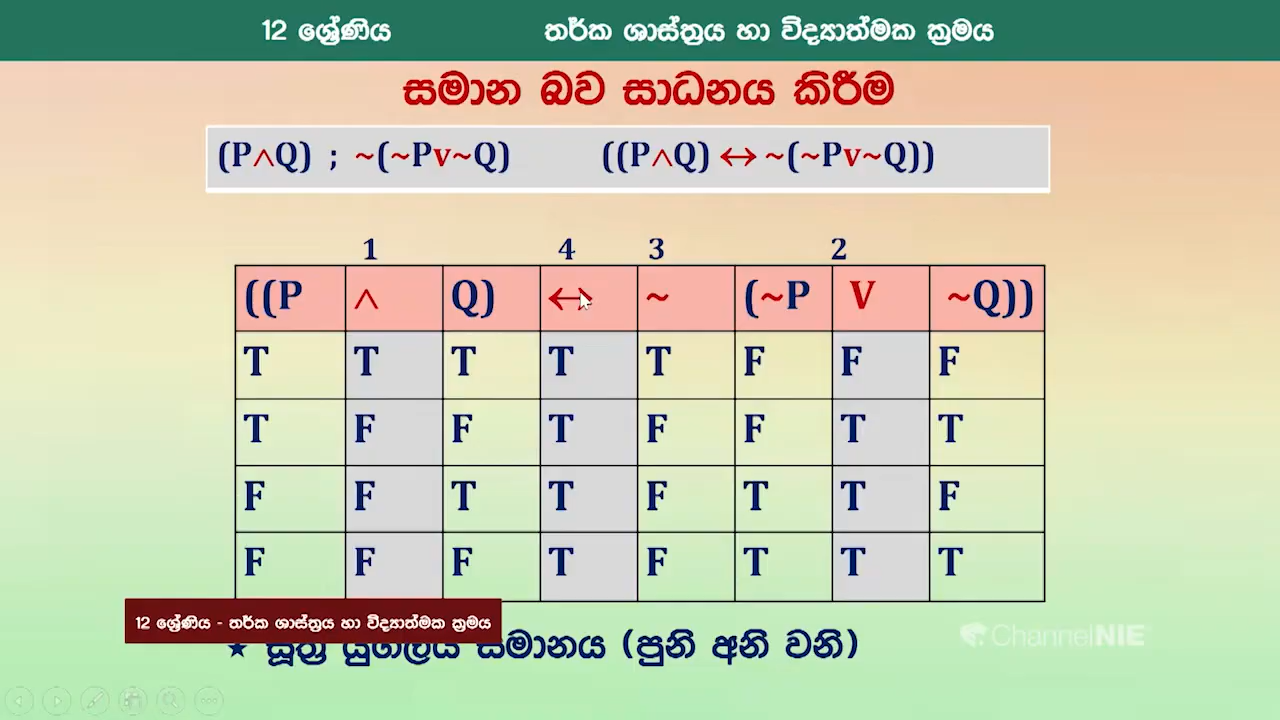 12 ශ්‍රේණිය තර්ක ශාස්ත්‍රය හා විද්‍යාත්මක ක්‍රමය
සමාන බව සාධනය කිරීම
(P∧Q) ; ~(~Pv~Q) ((P∧Q) ↔ ~(~Pv~Q))
1 4 3 2
((P ∧ Q) ↔ ~ (~P V ~Q))
T T T T T F F F
T F F T F F T T
F F T T F T T F
F F F T F T T T
12 ශ්‍රේණිය - තර්ක ශාස්ත්‍රය හා විද්‍යාත්මක ක්‍රමය
★ සූත්‍ර යුගලය සමානය (පුනි අනි වනි)
ChannelNIE